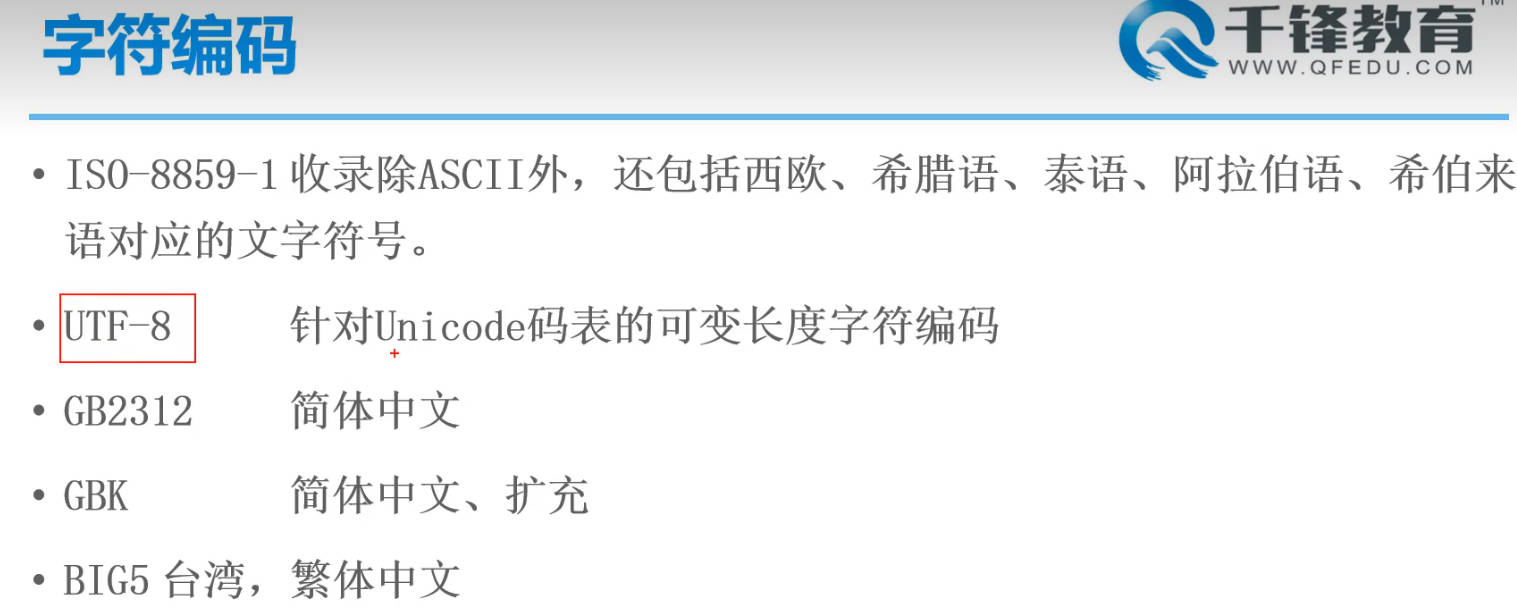 字符编码
千锋教育 TM
WWW.QFEDU.COM
• ISO-8859-1 收录除ASCII外，还包括西欧、希腊语、泰语、阿拉伯语、希伯来
语对应的文字符号。
• UTF-8 针对Unicode码表的可变长度字符编码
• GB2312 简体中文
• GBK 简体中文、扩充
• BIG5 台湾，繁体中文